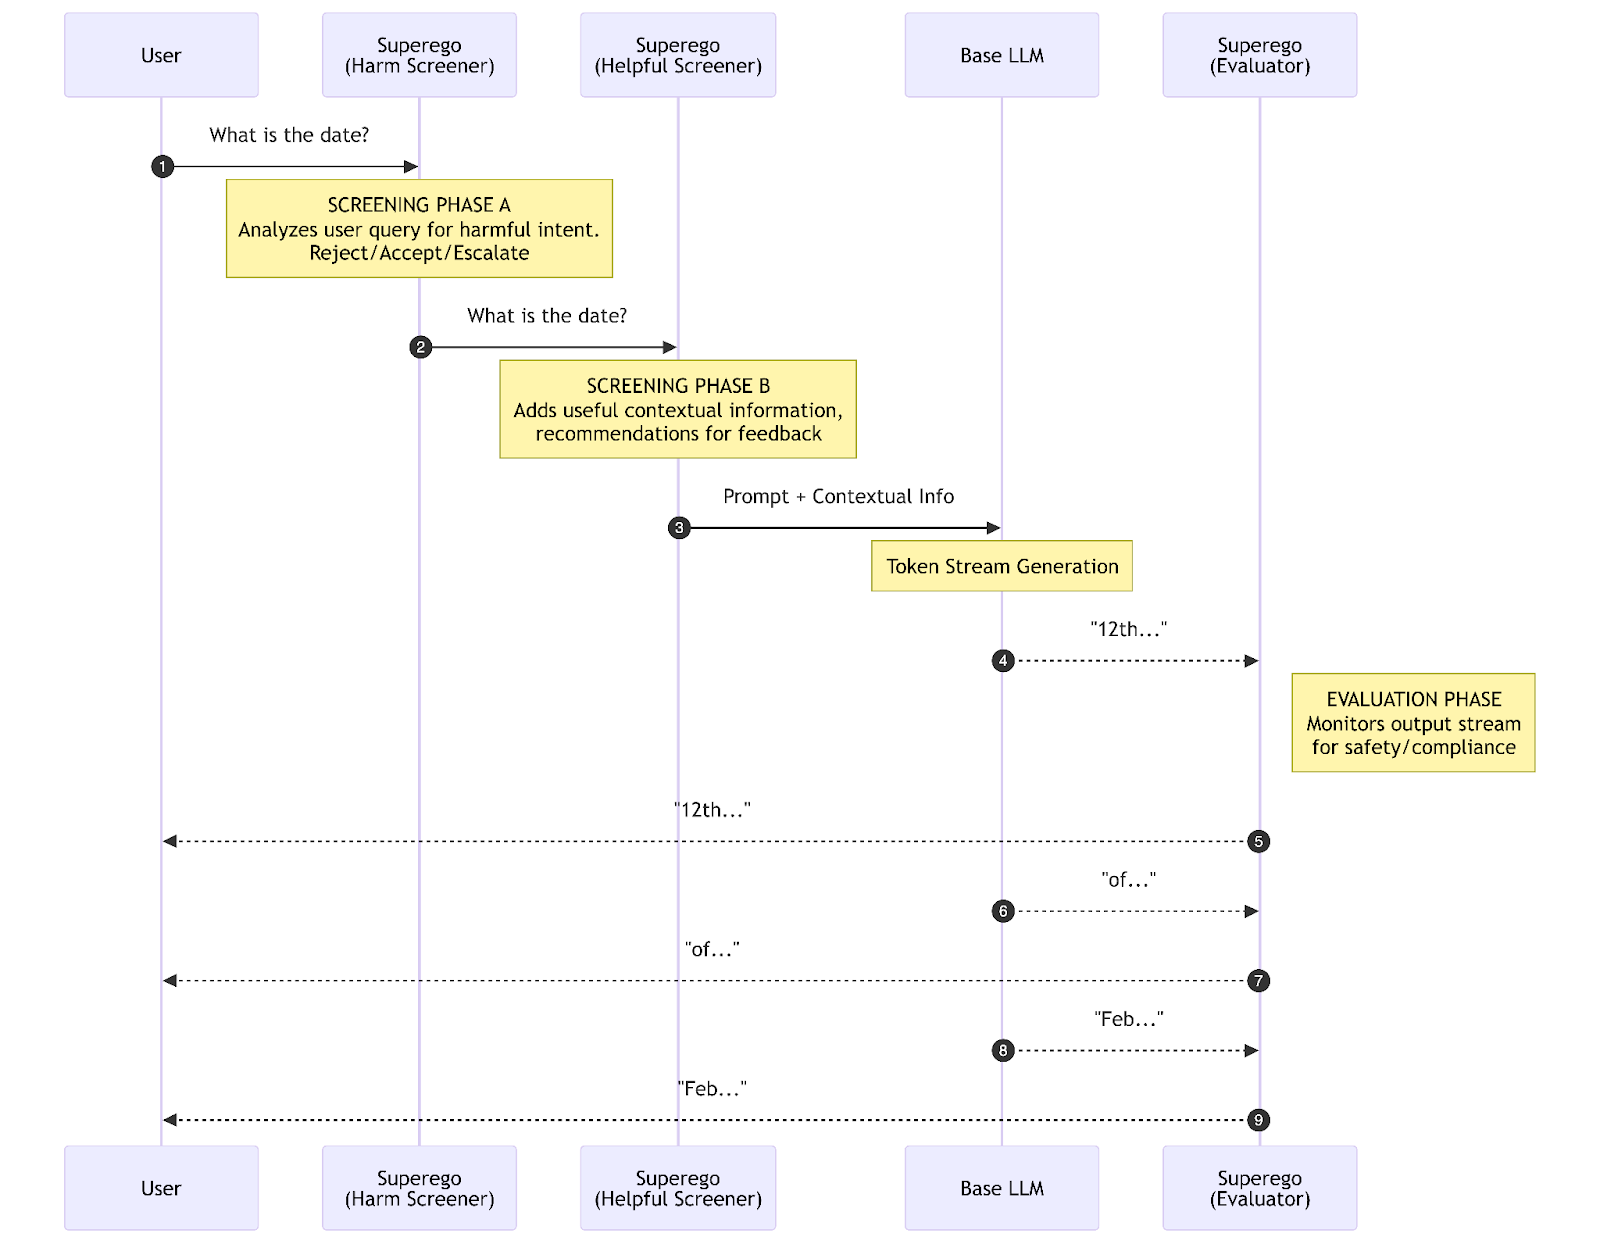 User
Superego
(Harm Screener)
Superego
(Helpful Screener)
Base LLM
Superego
(Evaluator)
What is the date?
1
SCREENING PHASE A
Analyzes user query for harmful intent.
Reject/Accept/Escalate
What is the date?
2
SCREENING PHASE B
Adds useful contextual information,
recommendations for feedback
Prompt + Contextual Info
3
Token Stream Generation
"12th..."
4
EVALUATION PHASE
Monitors output stream
for safety/compliance
"12th..."
5
"of..."
6
"of..."
7
"Feb..."
8
"Feb..."
9
User
Superego
(Harm Screener)
Superego
(Helpful Screener)
Base LLM
Superego
(Evaluator)